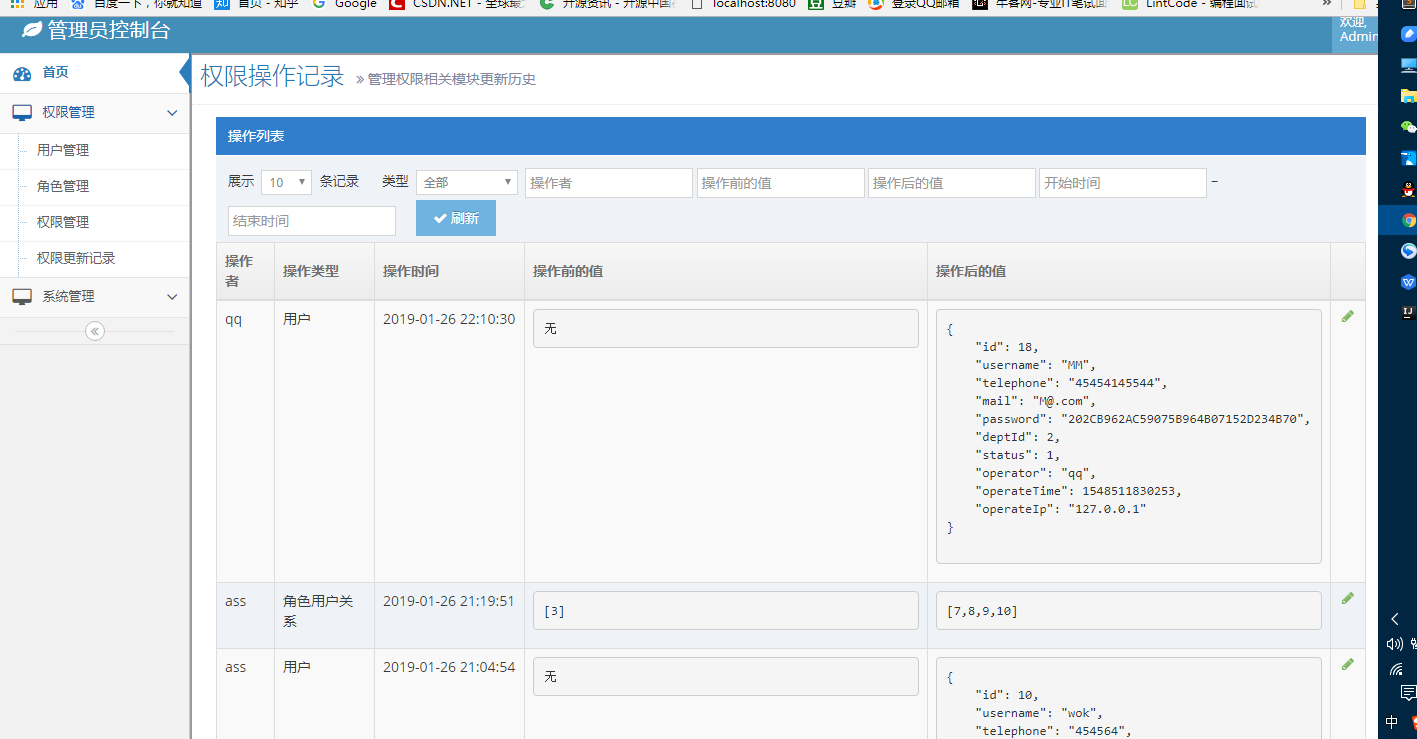 应用 百度一下，你就知道 知 首页 - 知乎 G Google C CSDN.NET - 全球最 开源资讯 - 开源中国 localhost:8080 豆 豆瓣 登录QQ邮箱 牛客网-专业IT笔试面 LC LintCode - 编程面试 »
管理员控制台
欢迎,
Admin
首页
权限管理
用户管理
角色管理
权限管理
权限更新记录
系统管理
«
权限操作记录 » 管理权限相关模块更新历史
操作列表
展示 10 条记录 类型 全部 操作者 操作前的值 操作后的值 开始时间 –
结束时间 刷新
操作者 操作类型 操作时间 操作前的值 操作后的值
qq 用户 2019-01-26 22:10:30 无
{
"id": 18,
"username": "MM",
"telephone": "45454145544",
"mail": "M@.com",
"password": "202CB962AC59075B964B07152D234B70",
"deptId": 2,
"status": 1,
"operator": "qq",
"operateTime": 1548511830253,
"operateIp": "127.0.0.1"
}
ass 角色用户关系 2019-01-26 21:19:51 [3] [7,8,9,10]
ass 用户 2019-01-26 21:04:54 无
{
"id": 10,
"username": "wok",
"telephone": "454564",
W
IJ
中